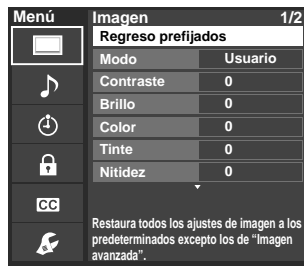 Menú
Imagen 1/2
Regreso prefijados
Modo Usuario
Contraste 0
Brillo 0
Color 0
Tinte 0
Nitidez 0
CC
Restaura todos los ajustes de imagen a los
predeterminados excepto los de “Imagen
avanzada”.